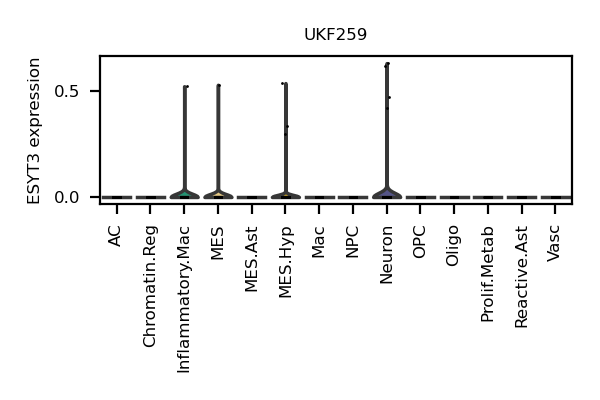 UKF259
ESYT3 expression
0.5
0.0
AC
Chromatin.Reg
Inflammatory.Mac
MES
MES.Ast
MES.Hyp
Mac
NPC
Neuron
OPC
Oligo
Prolif.Metab
Reactive.Ast
Vasc